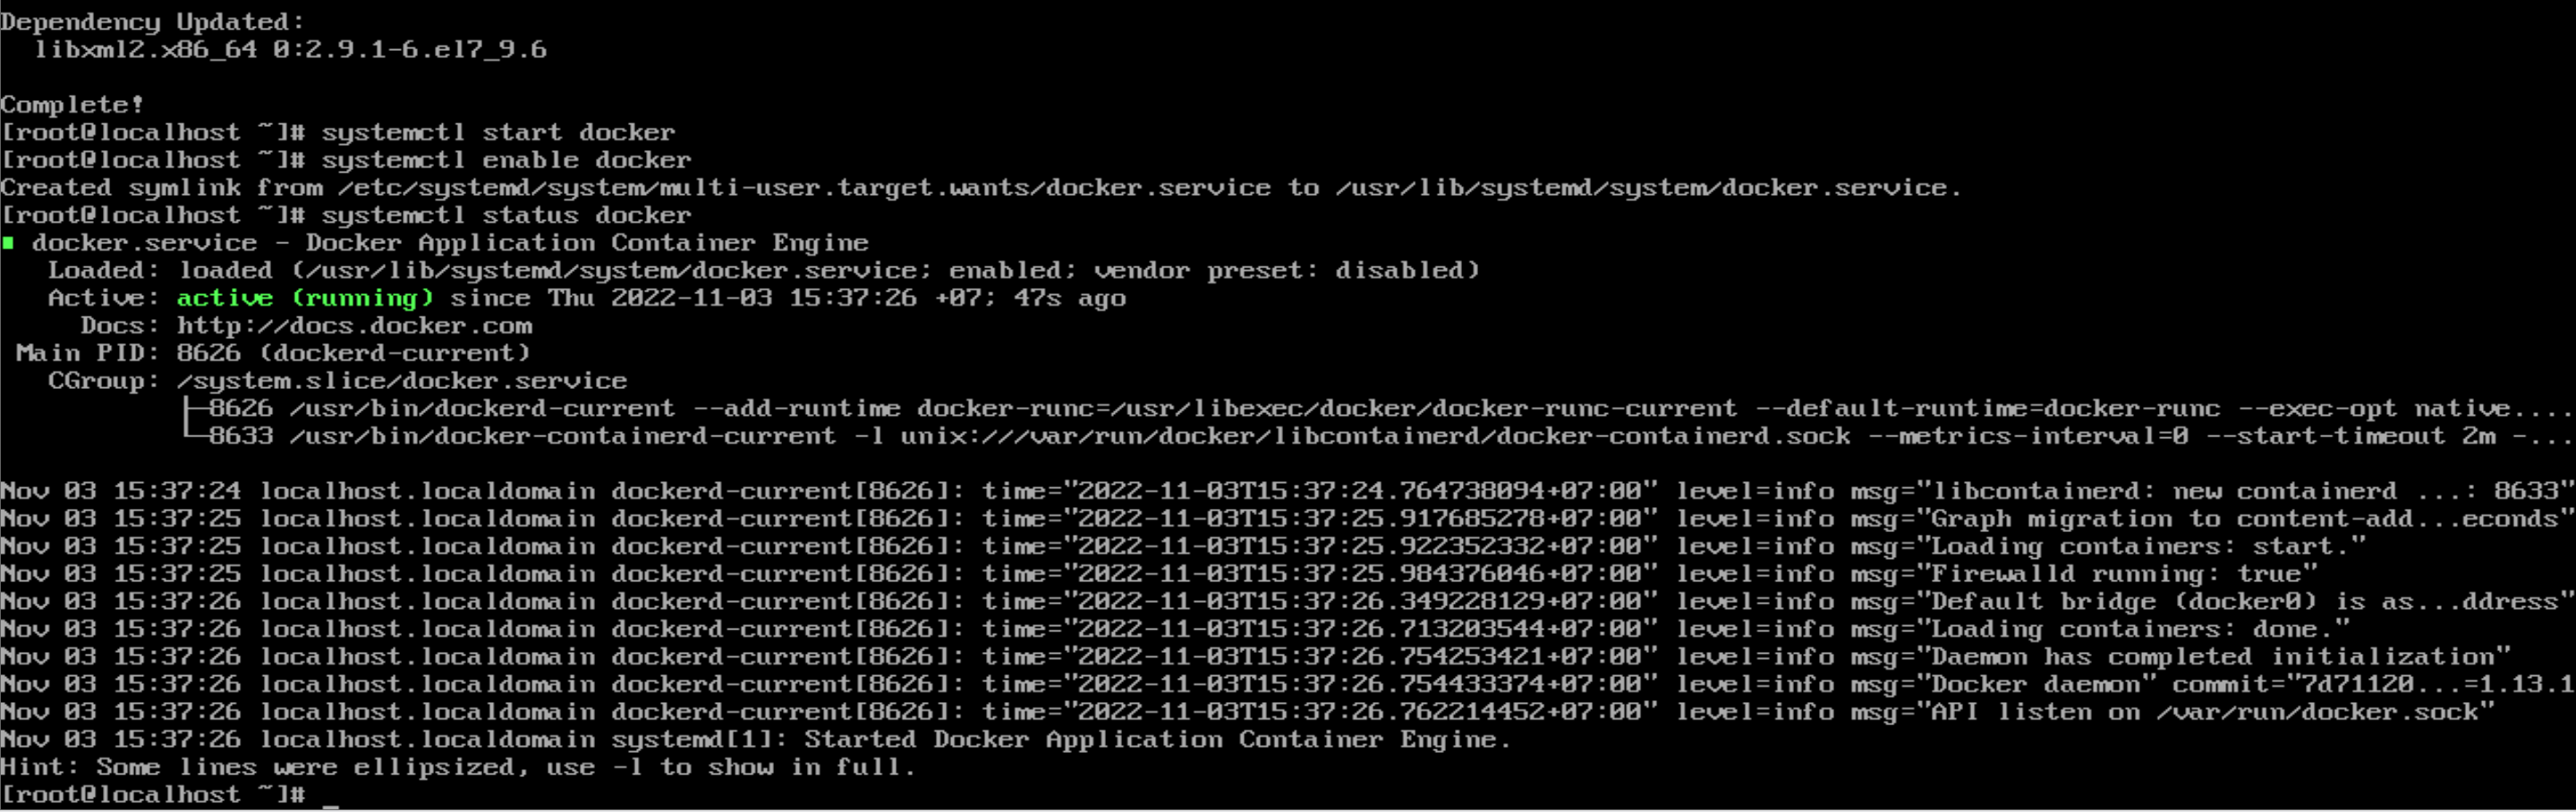 Dependency Updated:
  libxml2.x86_64 0:2.9.1-6.el7_9.6

Complete!
[root@localhost ~]# systemctl start docker
[root@localhost ~]# systemctl enable docker
Created symlink from /etc/systemd/system/multi-user.target.wants/docker.service to /usr/lib/systemd/system/docker.service.
[root@localhost ~]# systemctl status docker
docker.service - Docker Application Container Engine
   Loaded: loaded (/usr/lib/systemd/system/docker.service; enabled; vendor preset: disabled)
   Active: active (running) since Thu 2022-11-03 15:37:26 +07; 47s ago
     Docs: http://docs.docker.com
 Main PID: 8626 (dockerd-current)
   CGroup: /system.slice/docker.service
           ├─8626 /usr/bin/dockerd-current --add-runtime docker-runc=/usr/libexec/docker/docker-runc-current --default-runtime=docker-runc --exec-opt native....
           └─8633 /usr/bin/docker-containerd-current -l unix:///var/run/docker/libcontainerd/docker-containerd.sock --metrics-interval=0 --start-timeout 2m -...

Nov 03 15:37:24 localhost.localdomain dockerd-current[8626]: time="2022-11-03T15:37:24.764738094+07:00" level=info msg="libcontainerd: new containerd ...: 8633"
Nov 03 15:37:25 localhost.localdomain dockerd-current[8626]: time="2022-11-03T15:37:25.917685278+07:00" level=info msg="Graph migration to content-add...econds"
Nov 03 15:37:25 localhost.localdomain dockerd-current[8626]: time="2022-11-03T15:37:25.922352332+07:00" level=info msg="Loading containers: start."
Nov 03 15:37:25 localhost.localdomain dockerd-current[8626]: time="2022-11-03T15:37:25.984376046+07:00" level=info msg="Firewalld running: true"
Nov 03 15:37:26 localhost.localdomain dockerd-current[8626]: time="2022-11-03T15:37:26.349228129+07:00" level=info msg="Default bridge (docker0) is as...ddress"
Nov 03 15:37:26 localhost.localdomain dockerd-current[8626]: time="2022-11-03T15:37:26.713203544+07:00" level=info msg="Loading containers: done."
Nov 03 15:37:26 localhost.localdomain dockerd-current[8626]: time="2022-11-03T15:37:26.754253421+07:00" level=info msg="Daemon has completed initialization"
Nov 03 15:37:26 localhost.localdomain dockerd-current[8626]: time="2022-11-03T15:37:26.754433374+07:00" level=info msg="Docker daemon" commit="7d71120...=1.13.1
Nov 03 15:37:26 localhost.localdomain dockerd-current[8626]: time="2022-11-03T15:37:26.762214452+07:00" level=info msg="API listen on /var/run/docker.sock"
Nov 03 15:37:26 localhost.localdomain systemd[1]: Started Docker Application Container Engine.
Hint: Some lines were ellipsized, use -l to show in full.
[root@localhost ~]# _